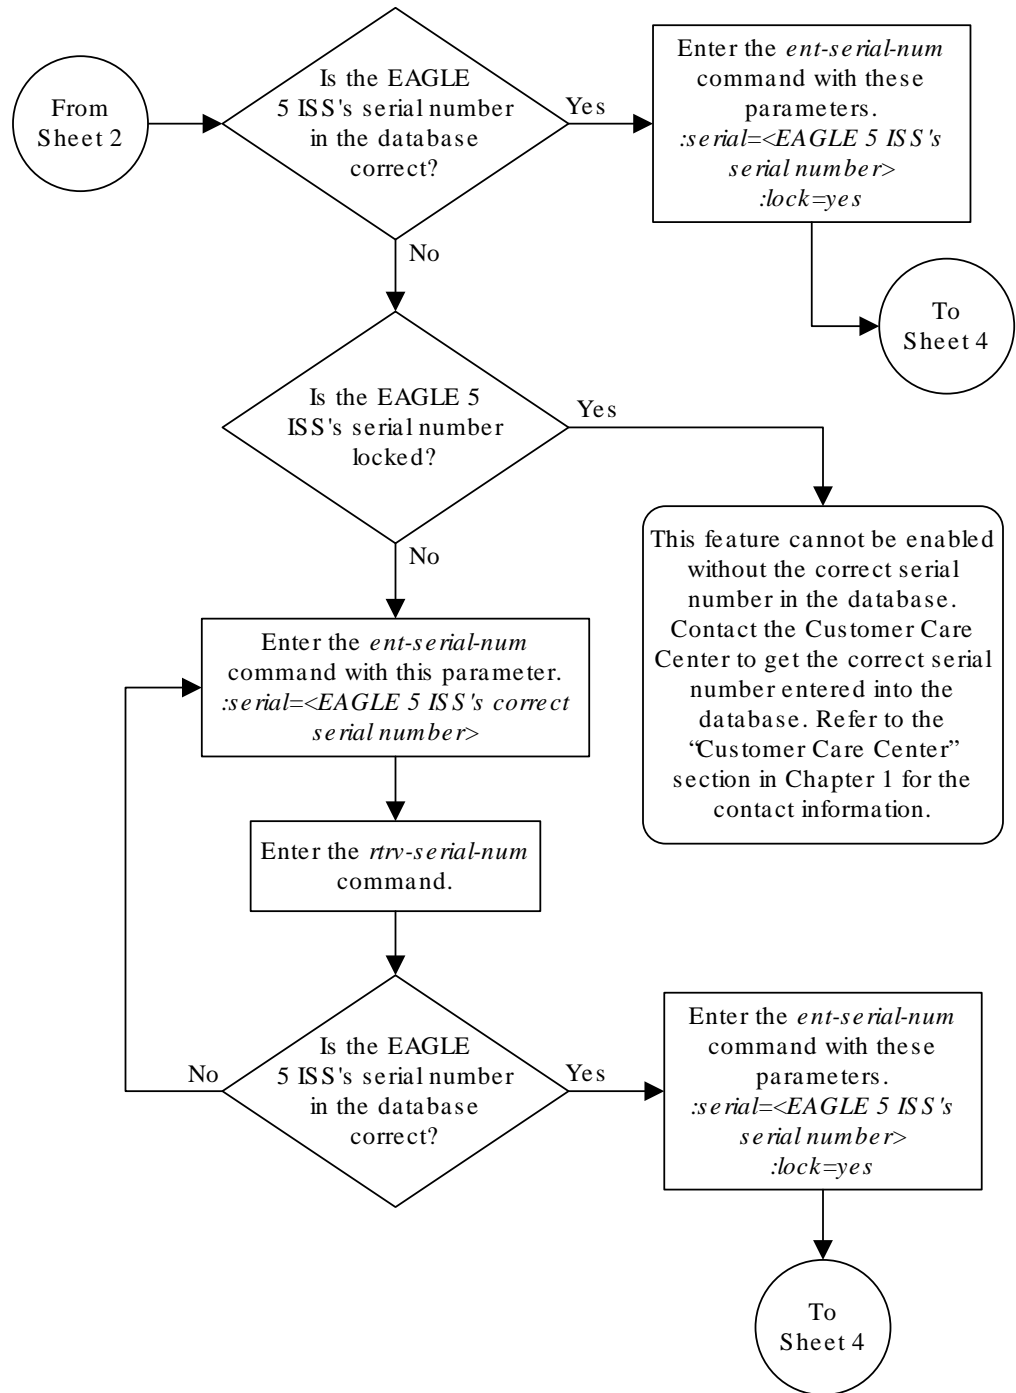 From
Sheet 2
Is the EAGLE
5 ISS's serial number
in the database
correct?
Yes
Enter the ent-serial-num
command with these
parameters.
:serial=<EAGLE 5 ISS's
serial number>
:lock=yes
No
To
Sheet 4
Is the EAGLE 5
ISS's serial number
locked?
Yes
No
This feature cannot be enabled
without the correct serial
number in the database.
Contact the Customer Care
Center to get the correct serial
number entered into the
database. Refer to the
“Customer Care Center”
section in Chapter 1 for the
contact information.
Enter the ent-serial-num
command with this parameter.
:serial=<EAGLE 5 ISS's correct
serial number>
Enter the rtrv-serial-num
command.
Is the EAGLE
5 ISS's serial number
in the database
correct?
No
Yes
Enter the ent-serial-num
command with these
parameters.
:serial=<EAGLE 5 ISS's
serial number>
:lock=yes
To
Sheet 4